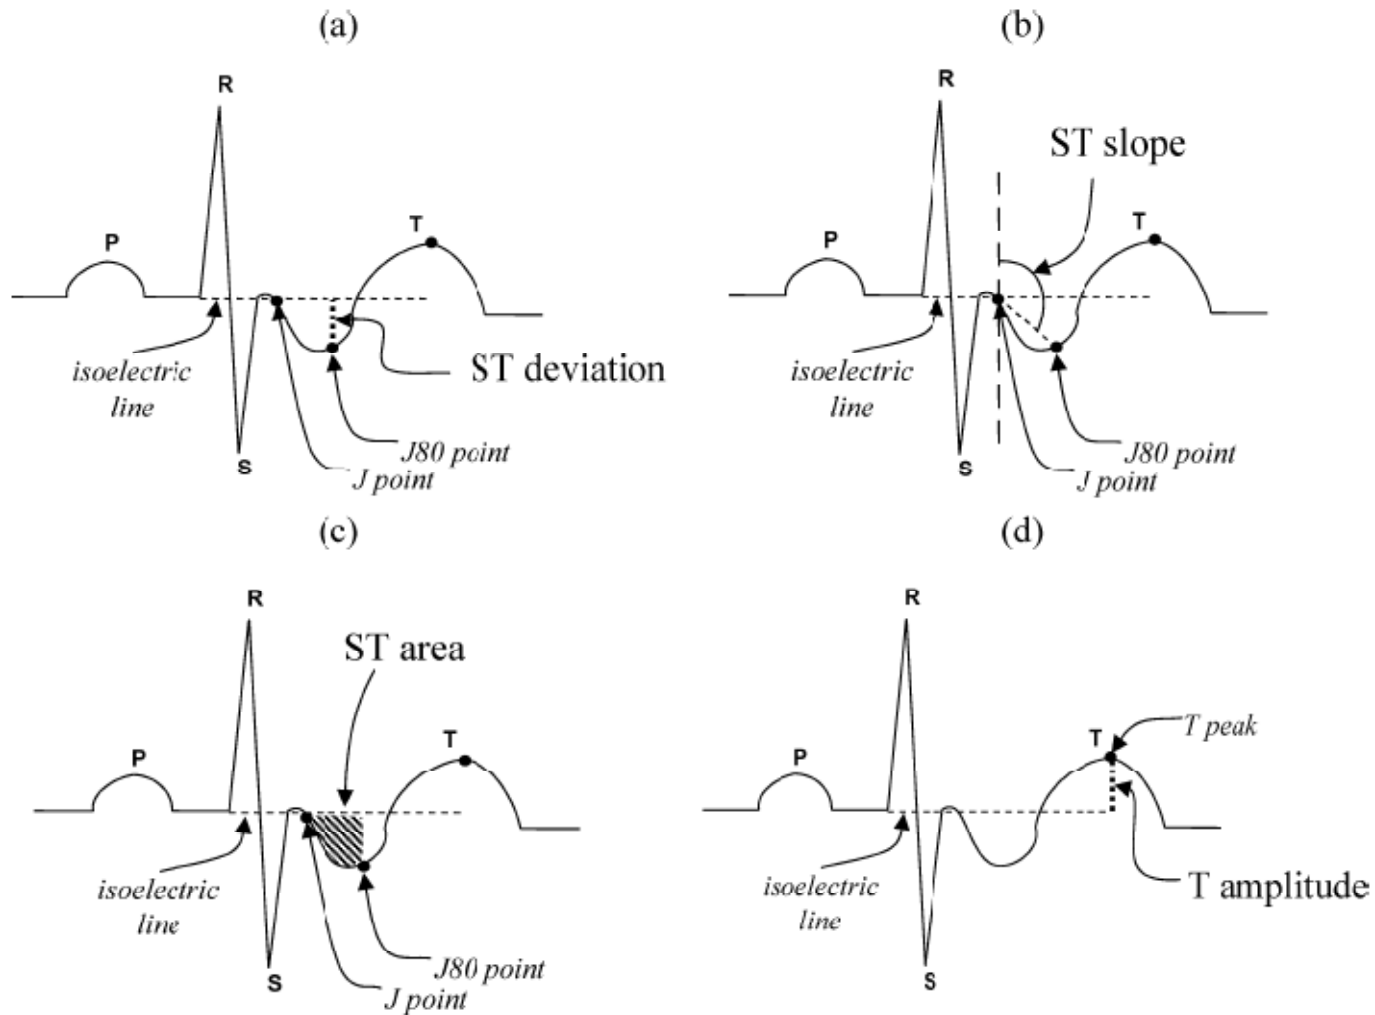 (a)
R
P
T
isoelectric
line
ST deviation
S
J80 point
J point
(b)
R
ST slope
P
T
isoelectric
line
S
J80 point
J point
(c)
R
ST area
P
T
isoelectric
line
S
J80 point
J point
(d)
R
P
T
T peak
isoelectric
line
T amplitude
S